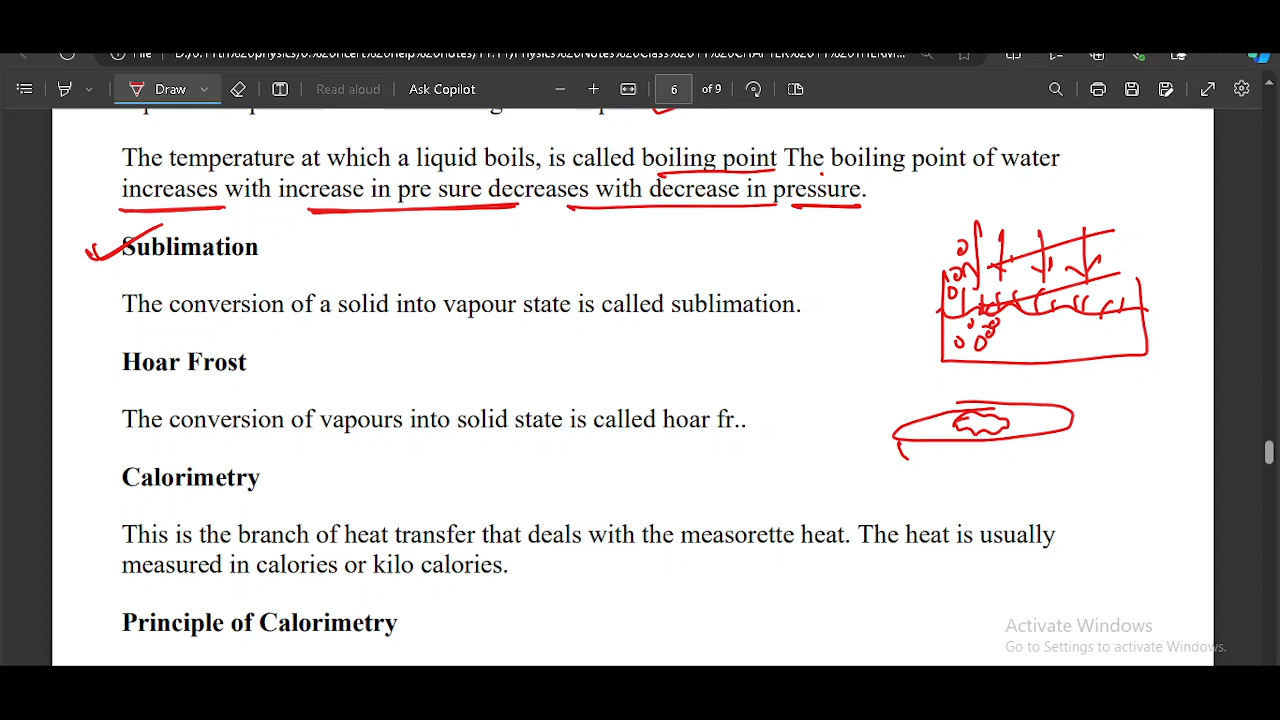 Draw
Read aloud
Ask Copilot
6 of 9
The temperature at which a liquid boils, is called boiling point The boiling point of water
increases with increase in pre sure decreases with decrease in pressure.
Sublimation
The conversion of a solid into vapour state is called sublimation.
Hoar Frost
The conversion of vapours into solid state is called hoar fr..
Calorimetry
This is the branch of heat transfer that deals with the measorette heat. The heat is usually
measured in calories or kilo calories.
Principle of Calorimetry
Activate Windows
Go to Settings to activate Windows.